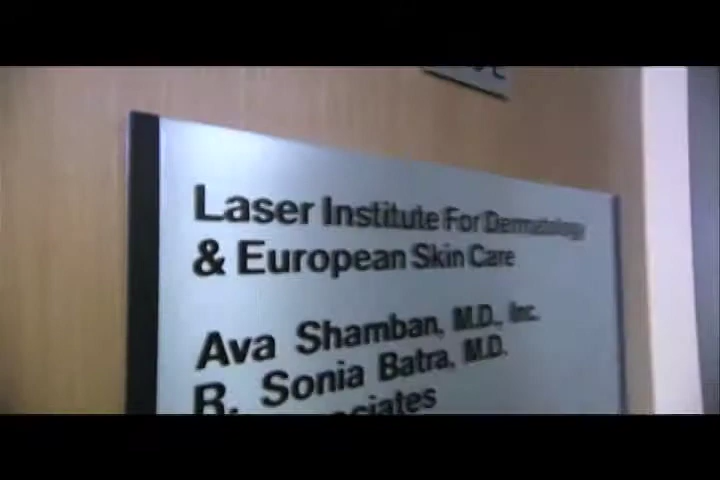 Laser Institute For Dermatology
& European Skin Care
Ava Shamban, M.D., Inc.
R. Sonia Batra, M.D.